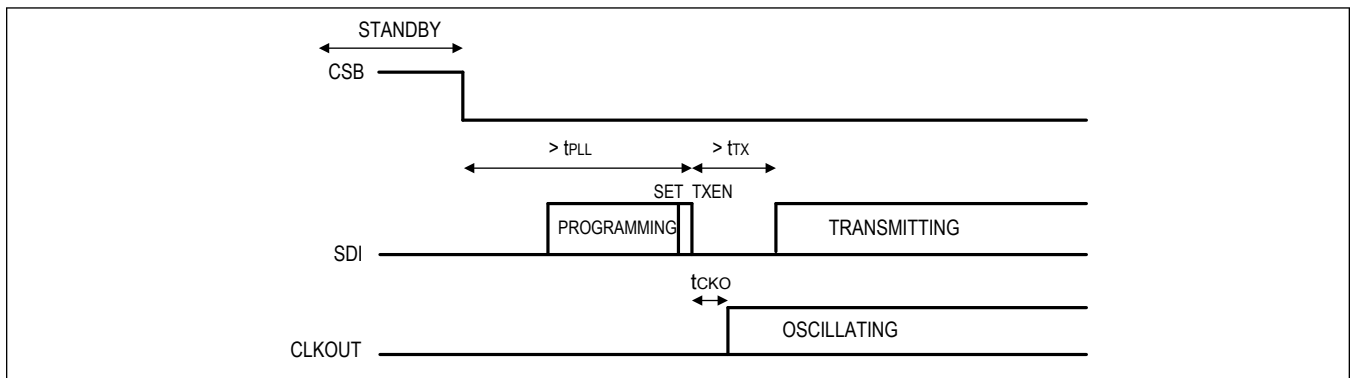 STANDBY
CSB
> tPLL
> tTX
SET TXEN
PROGRAMMING
TRANSMITTING
SDI
tCKO
OSCILLATING
CLKOUT